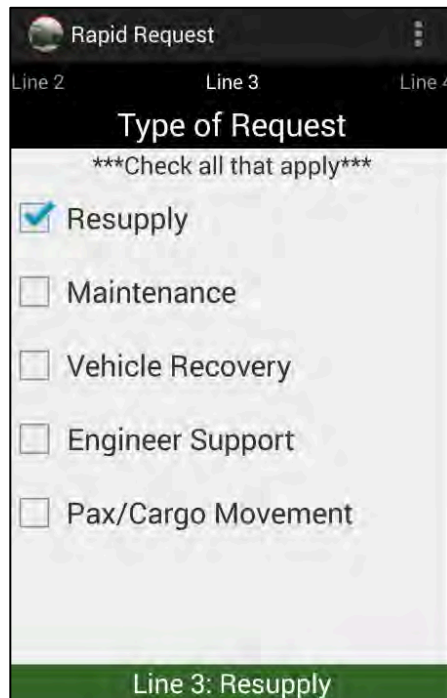 Rapid Request
Line 2 Line 3 Line 4
Type of Request
***Check all that apply***
Resupply
Maintenance
Vehicle Recovery
Engineer Support
Pax/Cargo Movement
Line 3: Resupply